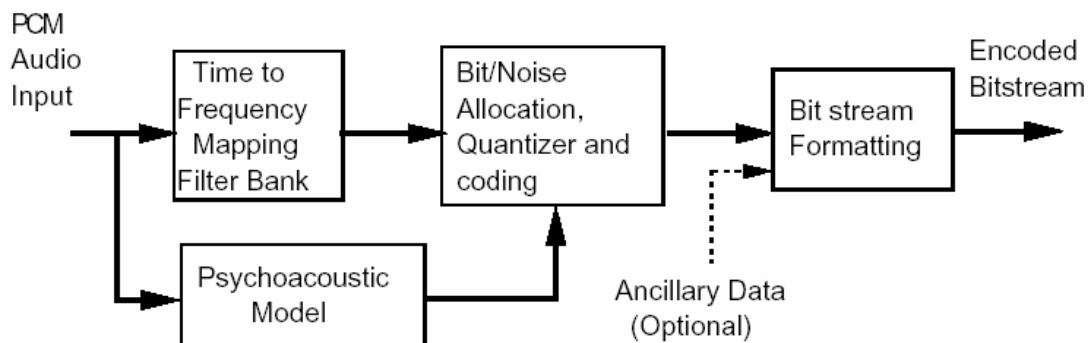 PCM
Audio
Input
Time to
Frequency
Mapping
Filter Bank
Bit/Noise
Allocation,
Quantizer and
coding
Bit stream
Formatting
Encoded
Bitstream
Psychoacoustic
Model
Ancillary Data
(Optional)